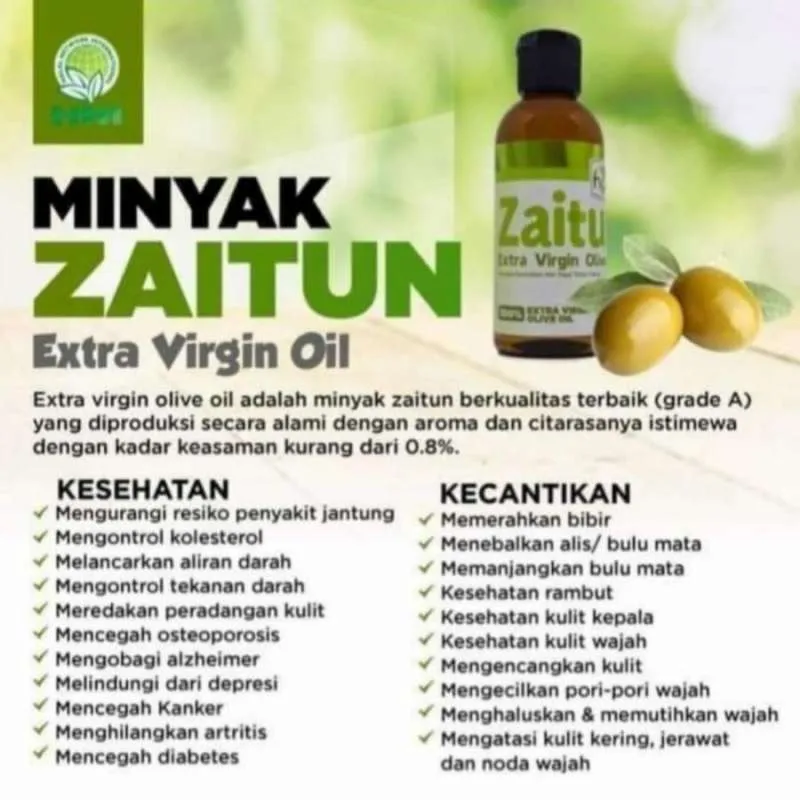 MINYAK
ZAITUN
Extra Virgin Oil
Zaitu
Extra Virgin Oliv
100% EXTRA VIRG
OLIVE OIL
Extra virgin olive oil adalah minyak zaitun berkualitas terbaik (grade A)
yang diproduksi secara alami dengan aroma dan citarasanya istimewa
dengan kadar keasaman kurang dari 0.8%.
KESEHATAN
Mengurangi resiko penyakit jantung
Mengontrol kolesterol
Melancarkan aliran darah
Mengontrol tekanan darah
Meredakan peradangan kulit
Mencegah osteoporosis
Mengobagi alzheimer
Melindungi dari depresi
Mencegah Kanker
Menghilangkan artritis
Mencegah diabetes
KECANTIKAN
Memerahkan bibir
Menebalkan alis/ bulu mata
Memanjangkan bulu mata
Kesehatan rambut
Kesehatan kulit kepala
Kesehatan kulit wajah
Mengencangkan kulit
Mengecilkan pori-pori wajah
Menghaluskan & memutihkan wajah
Mengatasi kulit kering, jerawat
dan noda wajah